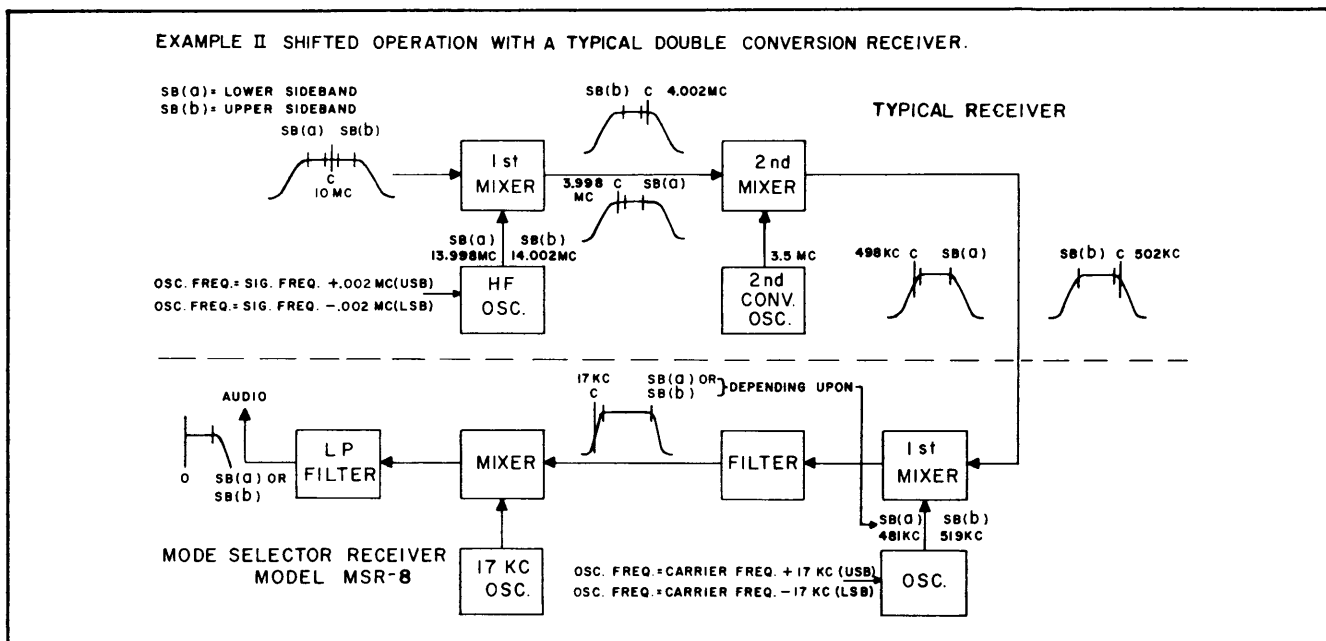 EXAMPLE II SHIFTED OPERATION WITH A TYPICAL DOUBLE CONVERSION RECEIVER.
SB(a)= LOWER SIDEBAND
SB(b)= UPPER SIDEBAND
SB(a) SB(b)
C
10 MC
SB(b) C 4.002MC
TYPICAL RECEIVER
1st
MIXER
3.998 C SB(a)
MC
2nd
MIXER
SB(a) SB(b)
13.998MC 14.002MC
3.5 MC
498KC C SB(a)
SB(b) C 502KC
OSC. FREQ.= SIG. FREQ. +.002 MC(USB)
OSC. FREQ.= SIG. FREQ. -.002 MC(LSB)
HF
OSC.
2nd
CONV.
OSC.
AUDIO
17 KC
C
SB(a) OR
SB(b)
DEPENDING UPON
0
SB(a) OR
SB(b)
LP
FILTER
MIXER
FILTER
1st
MIXER
SB(a) SB(b)
481KC 519KC
MODE SELECTOR RECEIVER
MODEL MSR-8
17 KC
OSC.
OSC. FREQ.=CARRIER FREQ. + 17 KC (USB)
OSC. FREQ.=CARRIER FREQ. -17 KC (LSB)
OSC.